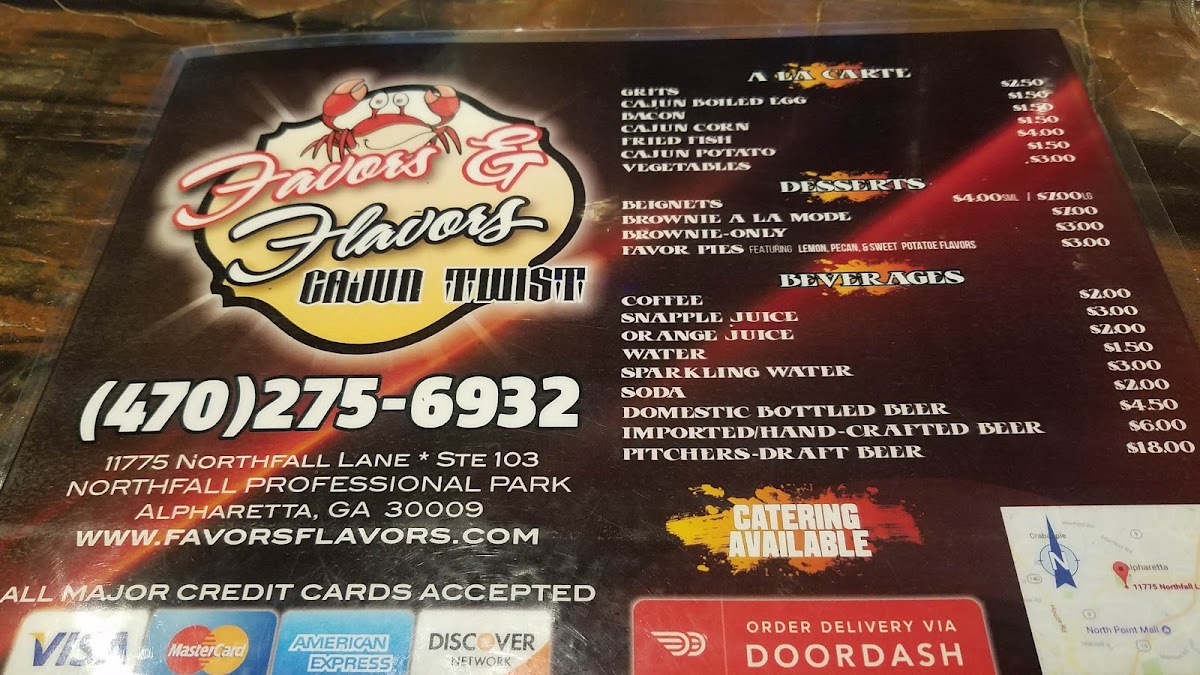 Favors &
Flavors
CAJUN TWIST
(470)275-6932
11775 NORTHFALL LANE * STE 103
NORTHFALL PROFESSIONAL PARK
ALPHARETTA, GA 30009
WWW.FAVORSFLAVORS.COM
ALL MAJOR CREDIT CARDS ACCEPTED
VISA
MasterCard
AMERICAN
EXPRESS
DISCOVER
NETWORK
A LA CARTE
GRITS $2.50
CAJUN BOILED EGG $1.50
BACON $1.50
CAJUN CORN $1.50
FRIED FISH $4.00
CAJUN POTATO $1.50
VEGETABLES .$3.00
DESSERTS
BEIGNETS $4.00SML / $7.00LG
BROWNIE A LA MODE $7.00
BROWNIE-ONLY $3.00
FAVOR PIES FEATURING LEMON, PECAN, & SWEET POTATOE FLAVORS $3.00
BEVERAGES
COFFEE $2.00
SNAPPLE JUICE $3.00
ORANGE JUICE $2.00
WATER $1.50
SPARKLING WATER $3.00
SODA $2.00
DOMESTIC BOTTLED BEER $4.50
IMPORTED/HAND-CRAFTED BEER $6.00
PITCHERS-DRAFT BEER $18.00
CATERING
AVAILABLE
ORDER DELIVERY VIA
DOORDASH
N
Alpharetta
11775 Northfall L
North Point Mall